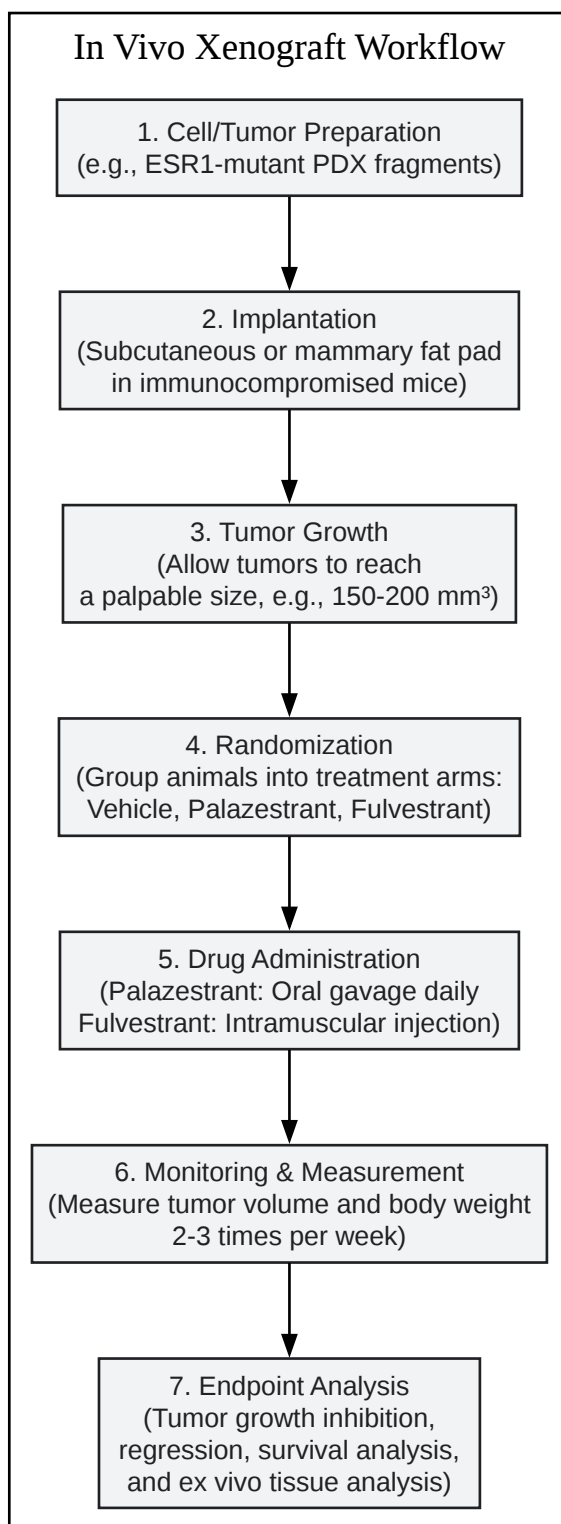 In Vivo Xenograft Workflow
1. Cell/Tumor Preparation
(e.g., ESR1-mutant PDX fragments)
2. Implantation
(Subcutaneous or mammary fat pad
in immunocompromised mice)
3. Tumor Growth
(Allow tumors to reach
a palpable size, e.g., 150-200 mm³)
4. Randomization
(Group animals into treatment arms:
Vehicle, Palazestrant, Fulvestrant)
5. Drug Administration
(Palazestrant: Oral gavage daily
Fulvestrant: Intramuscular injection)
6. Monitoring & Measurement
(Measure tumor volume and body weight
2-3 times per week)
7. Endpoint Analysis
(Tumor growth inhibition,
regression, survival analysis,
and ex vivo tissue analysis)